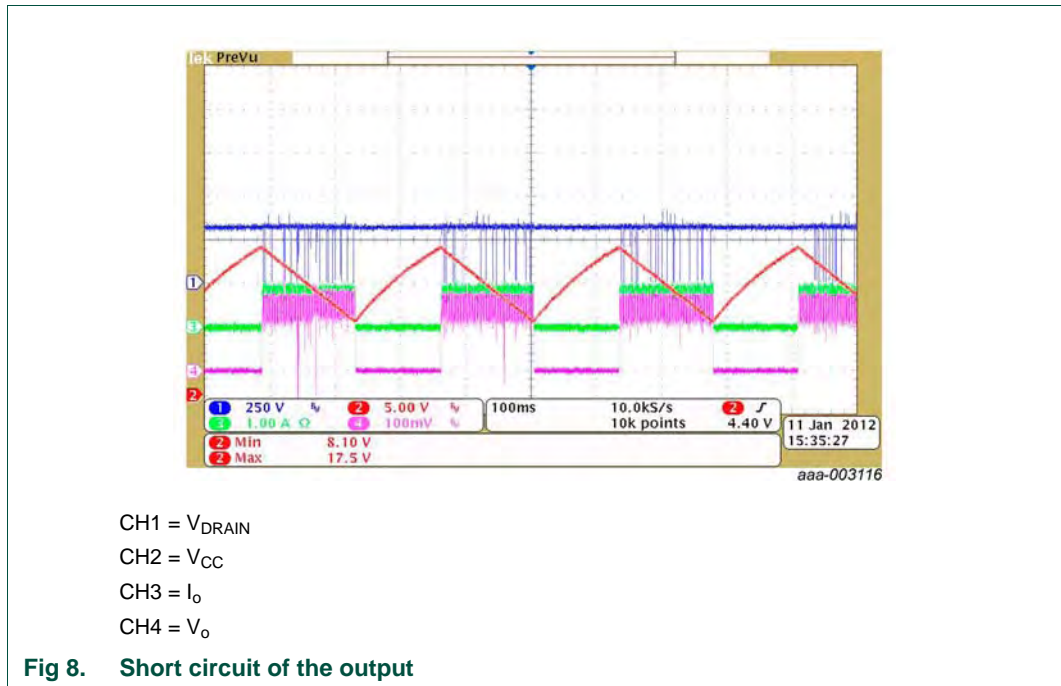 Tek PreVu
1
3
4
2
1 250 V 2 5.00 V 100ms 10.0kS/s 2
3 1.00 A Ω 4 100mV 10k points 4.40 V
2 Min 8.10 V
2 Max 17.5 V
11 Jan 2012
15:35:27
aaa-003116
CH1 = VDRAIN
CH2 = VCC
CH3 = Io
CH4 = Vo
Fig 8. Short circuit of the output